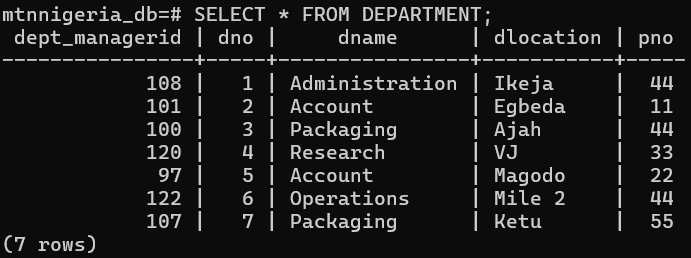 mtnnigeria_db=# SELECT * FROM DEPARTMENT;
 dept_managerid | dno |     dname      | dlocation | pno
----------------+-----+----------------+-----------+-----
            108 |   1 | Administration | Ikeja     |  44
            101 |   2 | Account        | Egbeda    |  11
            100 |   3 | Packaging      | Ajah      |  44
            120 |   4 | Research       | VJ        |  33
             97 |   5 | Account        | Magodo    |  22
            122 |   6 | Operations     | Mile 2    |  44
            107 |   7 | Packaging      | Ketu      |  55
(7 rows)